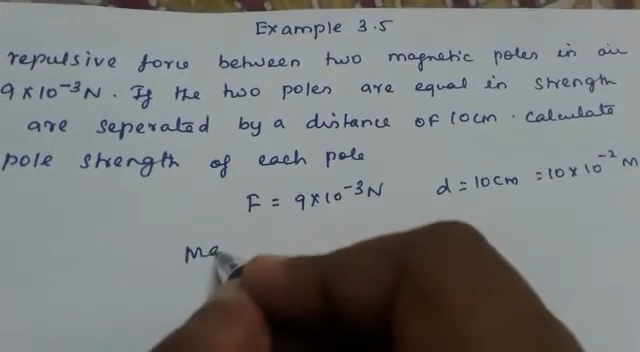 Example 3.5
repulsive force between two magnetic poles in air
9×10⁻³N. If the two poles are equal in strength
are seperated by a distance of 10cm. calculate
pole strength of each pole
F = 9×10⁻³N d = 10cm = 10×10⁻² M
Ma